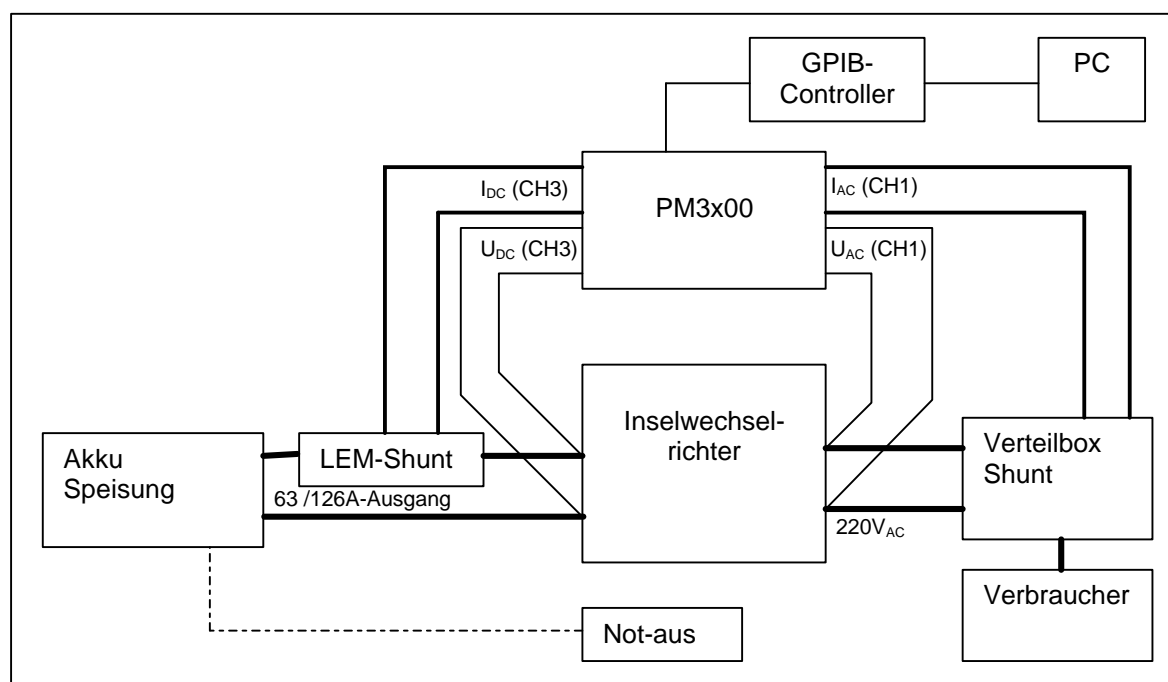 GPIB-
Controller
PC
I_DC (CH3)
PM3x00
I_AC (CH1)
U_DC (CH3)
U_AC (CH1)
Inselwechsel-
richter
Akku
Speisung
LEM-Shunt
63 /126A-Ausgang
220V_AC
Verteilbox
Shunt
Verbraucher
Not-aus